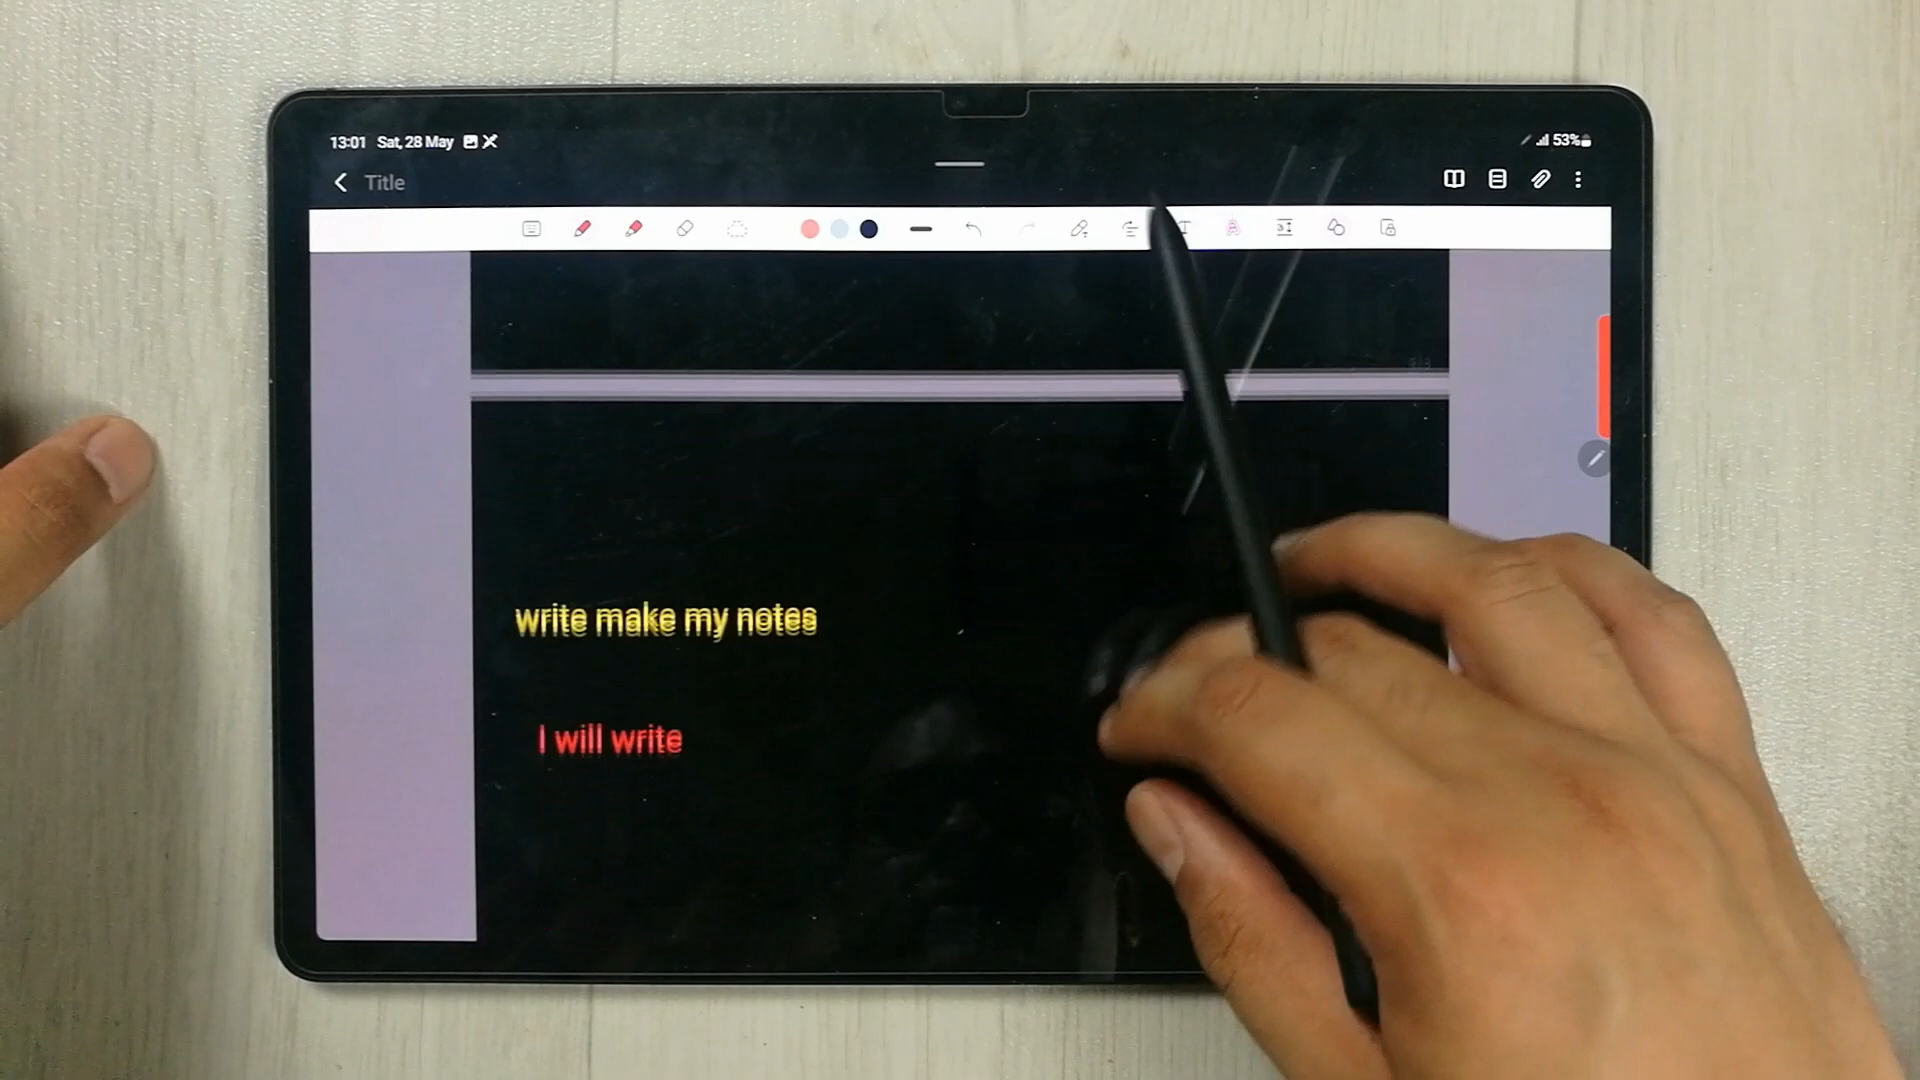 13:01 Sat, 28 May 53%
Title
write make my notes
I will write